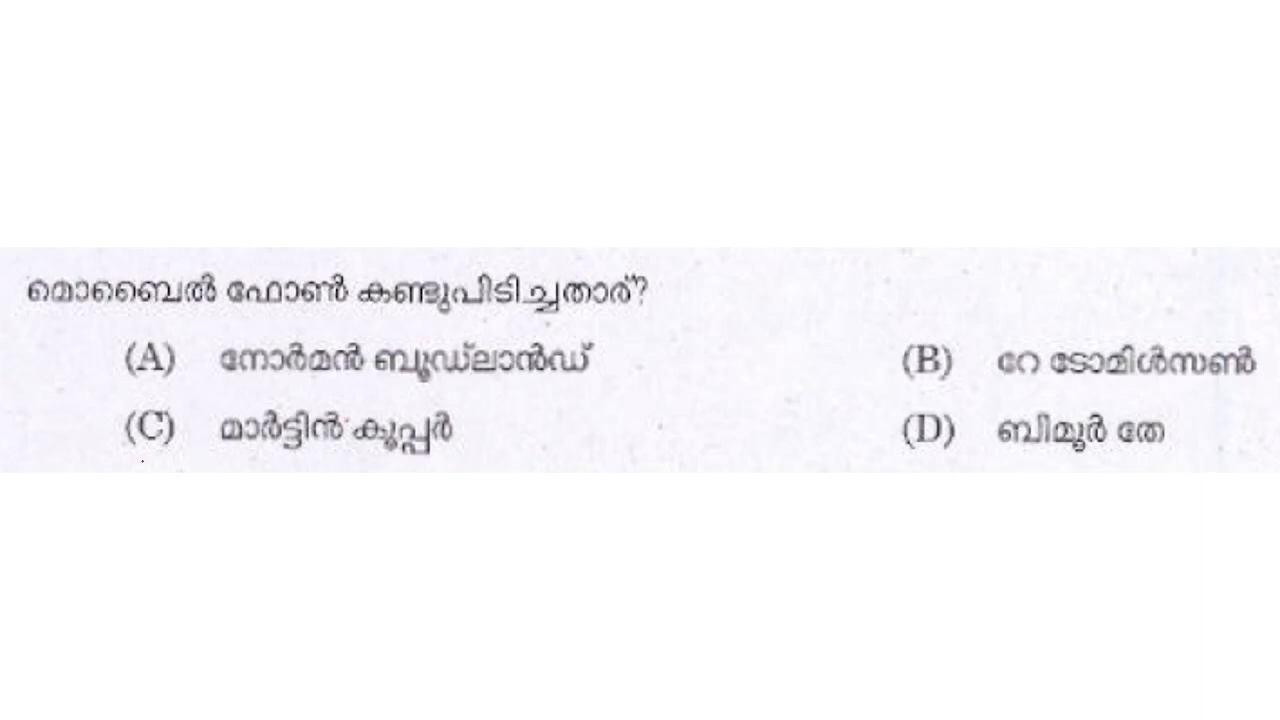 മൊബൈൽ ഫോൺ കണ്ടുപിടിച്ചതാര്?
(A) നോർമൻ ബൂഡ്‌ലാൻഡ് (B) റേ ടോമിൾസൺ
(C) മാർട്ടിൻ കൂപ്പർ (D) ബിമൂർ തേ